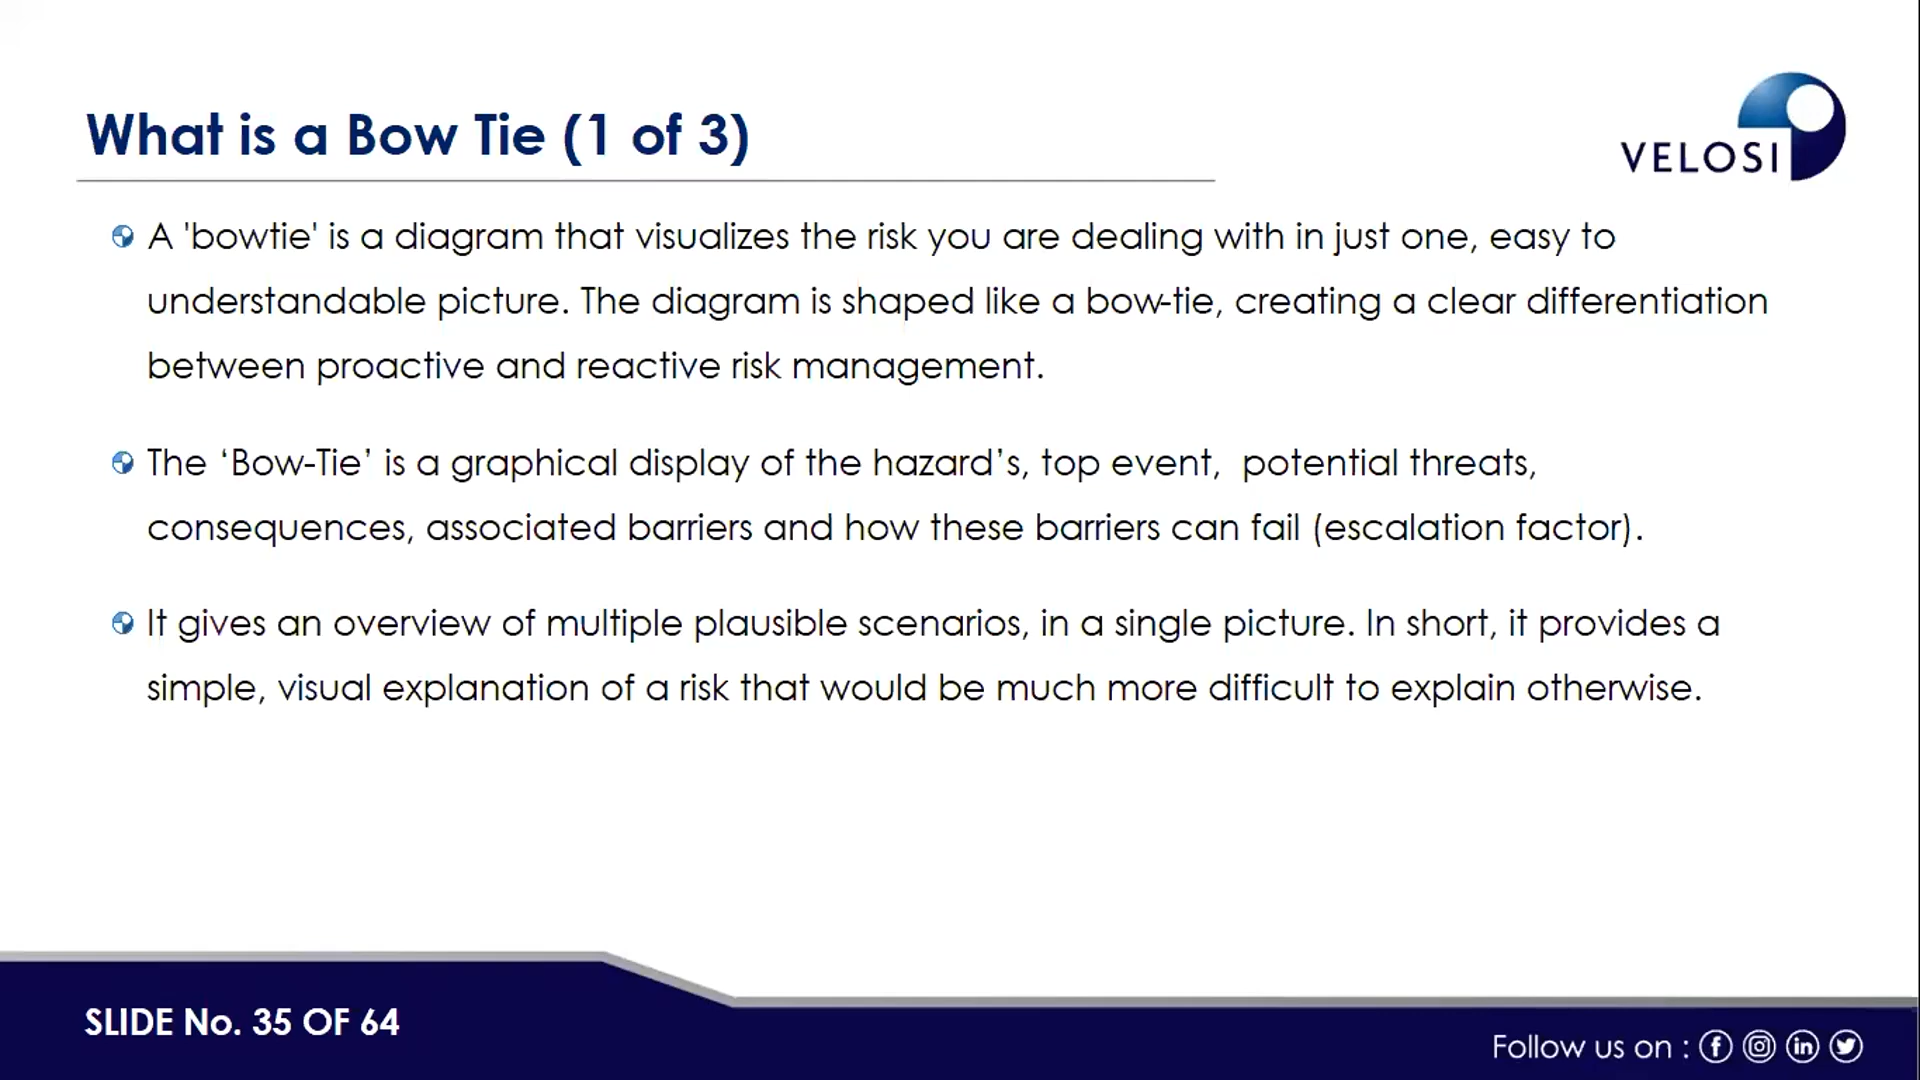 What is a Bow Tie (1 of 3)
VELOSI
A 'bowtie' is a diagram that visualizes the risk you are dealing with in just one, easy to
understandable picture. The diagram is shaped like a bow-tie, creating a clear differentiation
between proactive and reactive risk management.
The ‘Bow-Tie’ is a graphical display of the hazard’s, top event,  potential threats,
consequences, associated barriers and how these barriers can fail (escalation factor).
It gives an overview of multiple plausible scenarios, in a single picture. In short, it provides a
simple, visual explanation of a risk that would be much more difficult to explain otherwise.
SLIDE No. 35 OF 64
Follow us on :